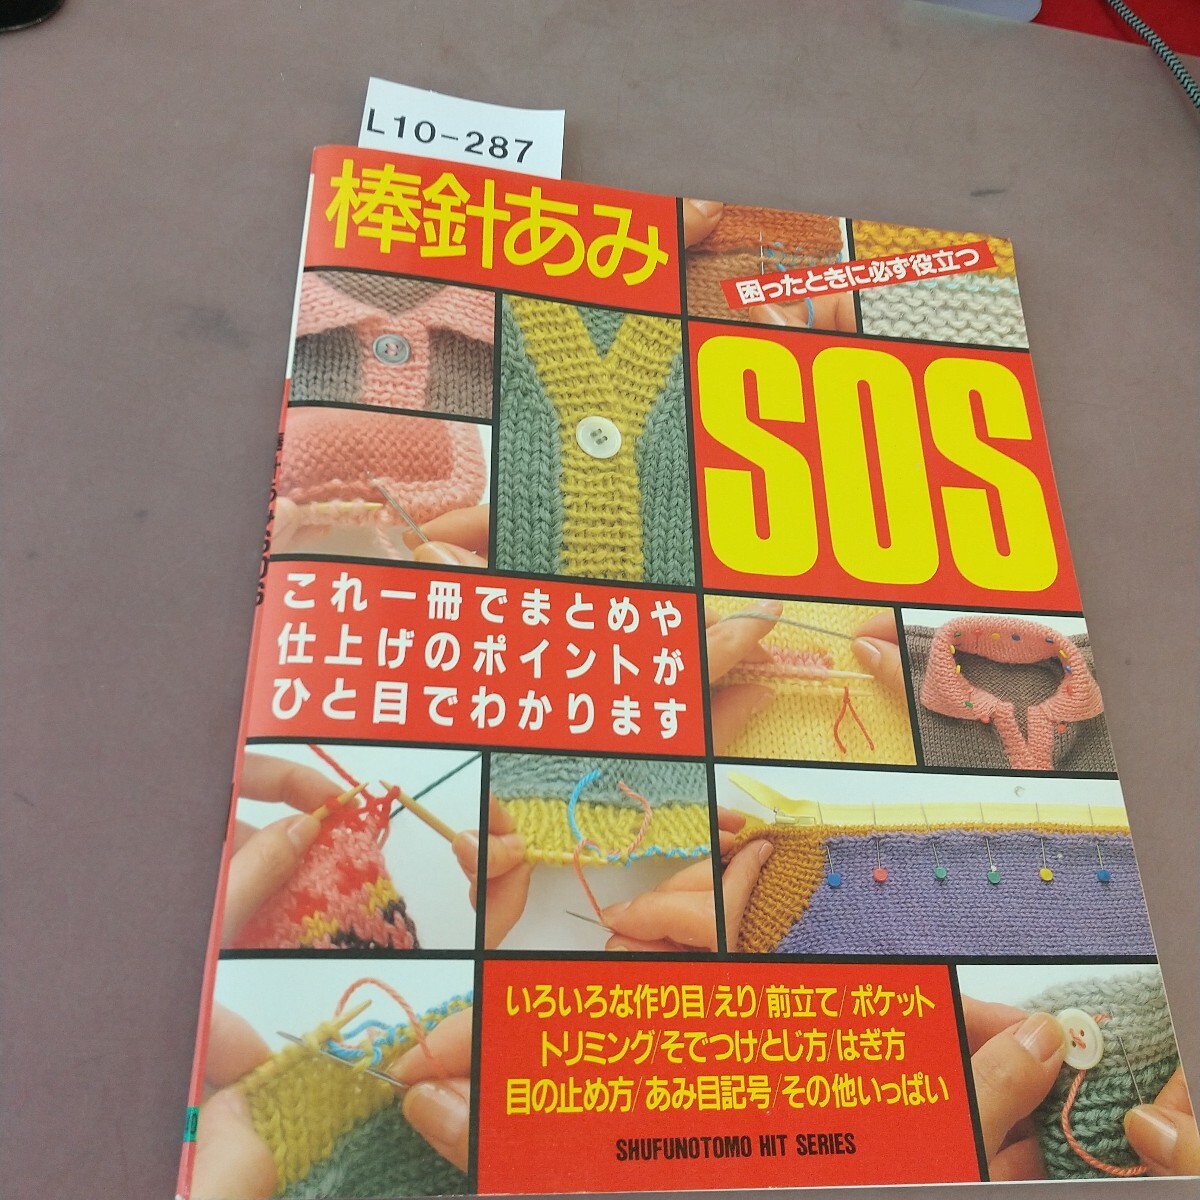 L10-287
棒針あみ
困ったときに必ず役立つ
SOS
これ一冊でまとめや
仕上げのポイントが
ひと目でわかります
いろいろな作り目/えり/前立て/ポケット
トリミング/そでつけ/とじ方/はぎ方
目の止め方/あみ目記号/その他いっぱい
SHUFUNOTOMO HIT SERIES